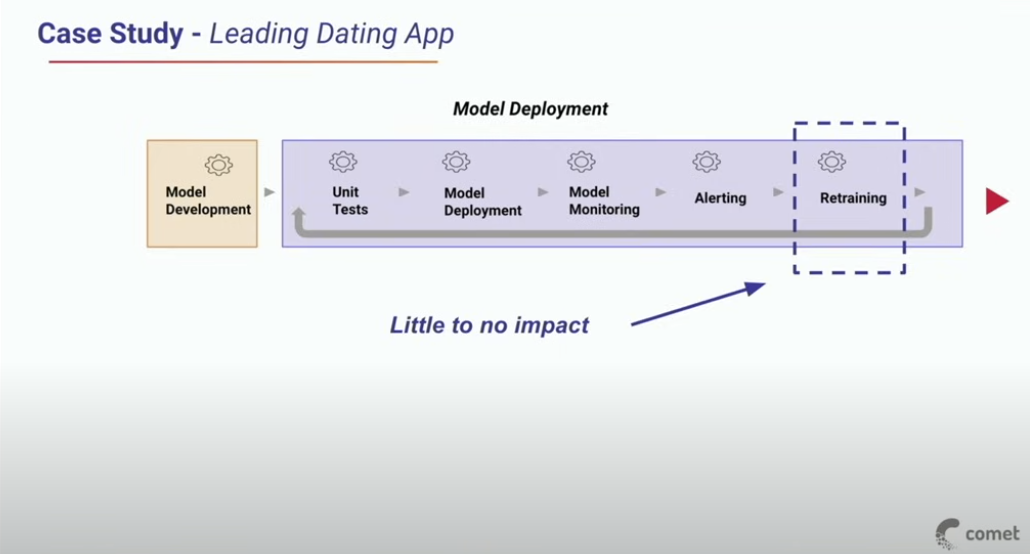 Case Study - Leading Dating App
Model Deployment
Model
Development
Unit
Tests
Model
Deployment
Model
Monitoring
Alerting
Retraining
Little to no impact
comet